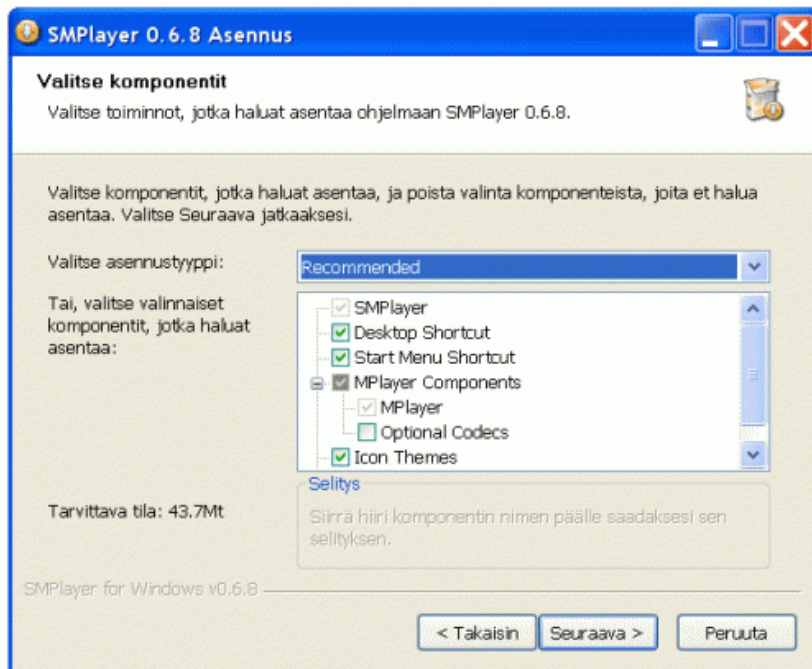 SMPlayer 0.6.8 Asennus
Valitse komponentit
Valitse toiminnot, jotka haluat asentaa ohjelmaan SMPlayer 0.6.8.
Valitse komponentit, jotka haluat asentaa, ja poista valinta komponenteista, joita et halua
asentaa. Valitse Seuraava jatkaaksesi.
Valitse asennustyyppi:
Recommended
Tai, valitse valinnaiset
komponentit, jotka haluat
asentaa:
SMPlayer
Desktop Shortcut
Start Menu Shortcut
MPlayer Components
MPlayer
Optional Codecs
Icon Themes
Tarvittava tila: 43.7Mt
Selitys
Siirrä hiiri komponentin nimen päälle saadaksesi sen
selityksen.
SMPlayer for Windows v0.6.8
< Takaisin
Seuraava >
Peruuta